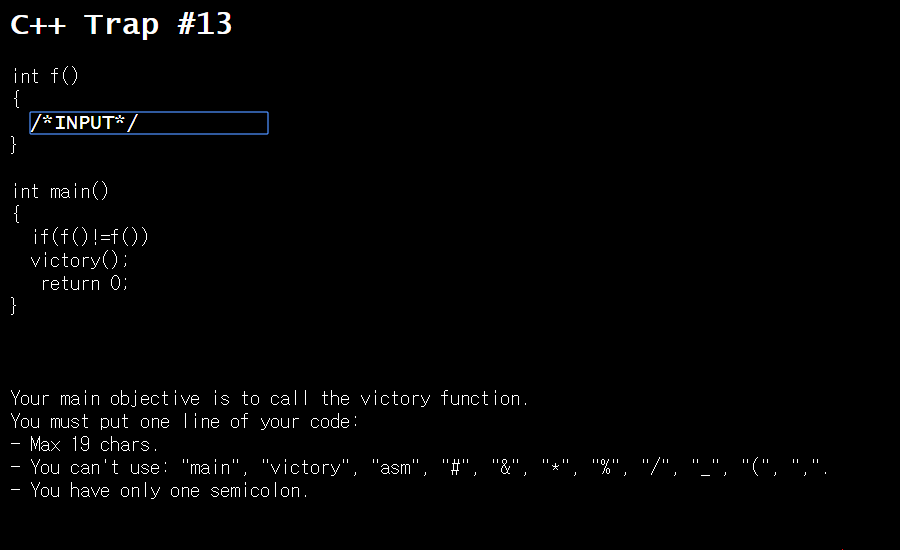 C++ Trap #13
int f()
{
/*INPUT*/
}
int main()
{
if(f()!=f())
victory();
return 0;
}
Your main objective is to call the victory function.
You must put one line of your code:
- Max 19 chars.
- You can't use: "main", "victory", "asm", "#", "&", "*", "%", "/", "_", "(", ",".
- You have only one semicolon.